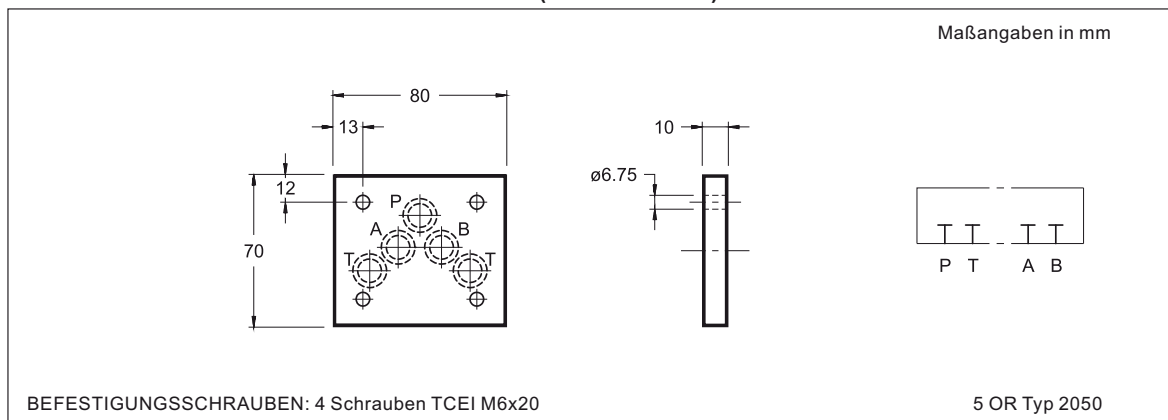 Maßangaben in mm
80
13
10
12
ø6.75
P
A
B
70
T
T
P T A B
BEFESTIGUNGSSCHRAUBEN: 4 Schrauben TCEI M6x20
5 OR Typ 2050